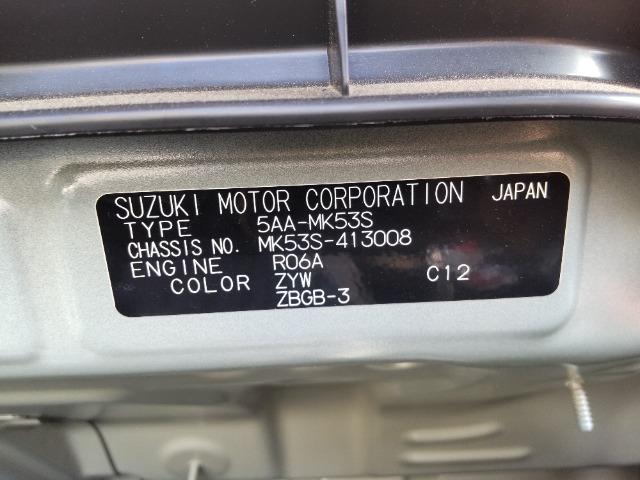 SUZUKI MOTOR CORPORATION JAPAN
TYPE 5AA-MK53S
CHASSIS NO. MK53S-413008
ENGINE R06A
COLOR ZYW C12
ZBGB-3